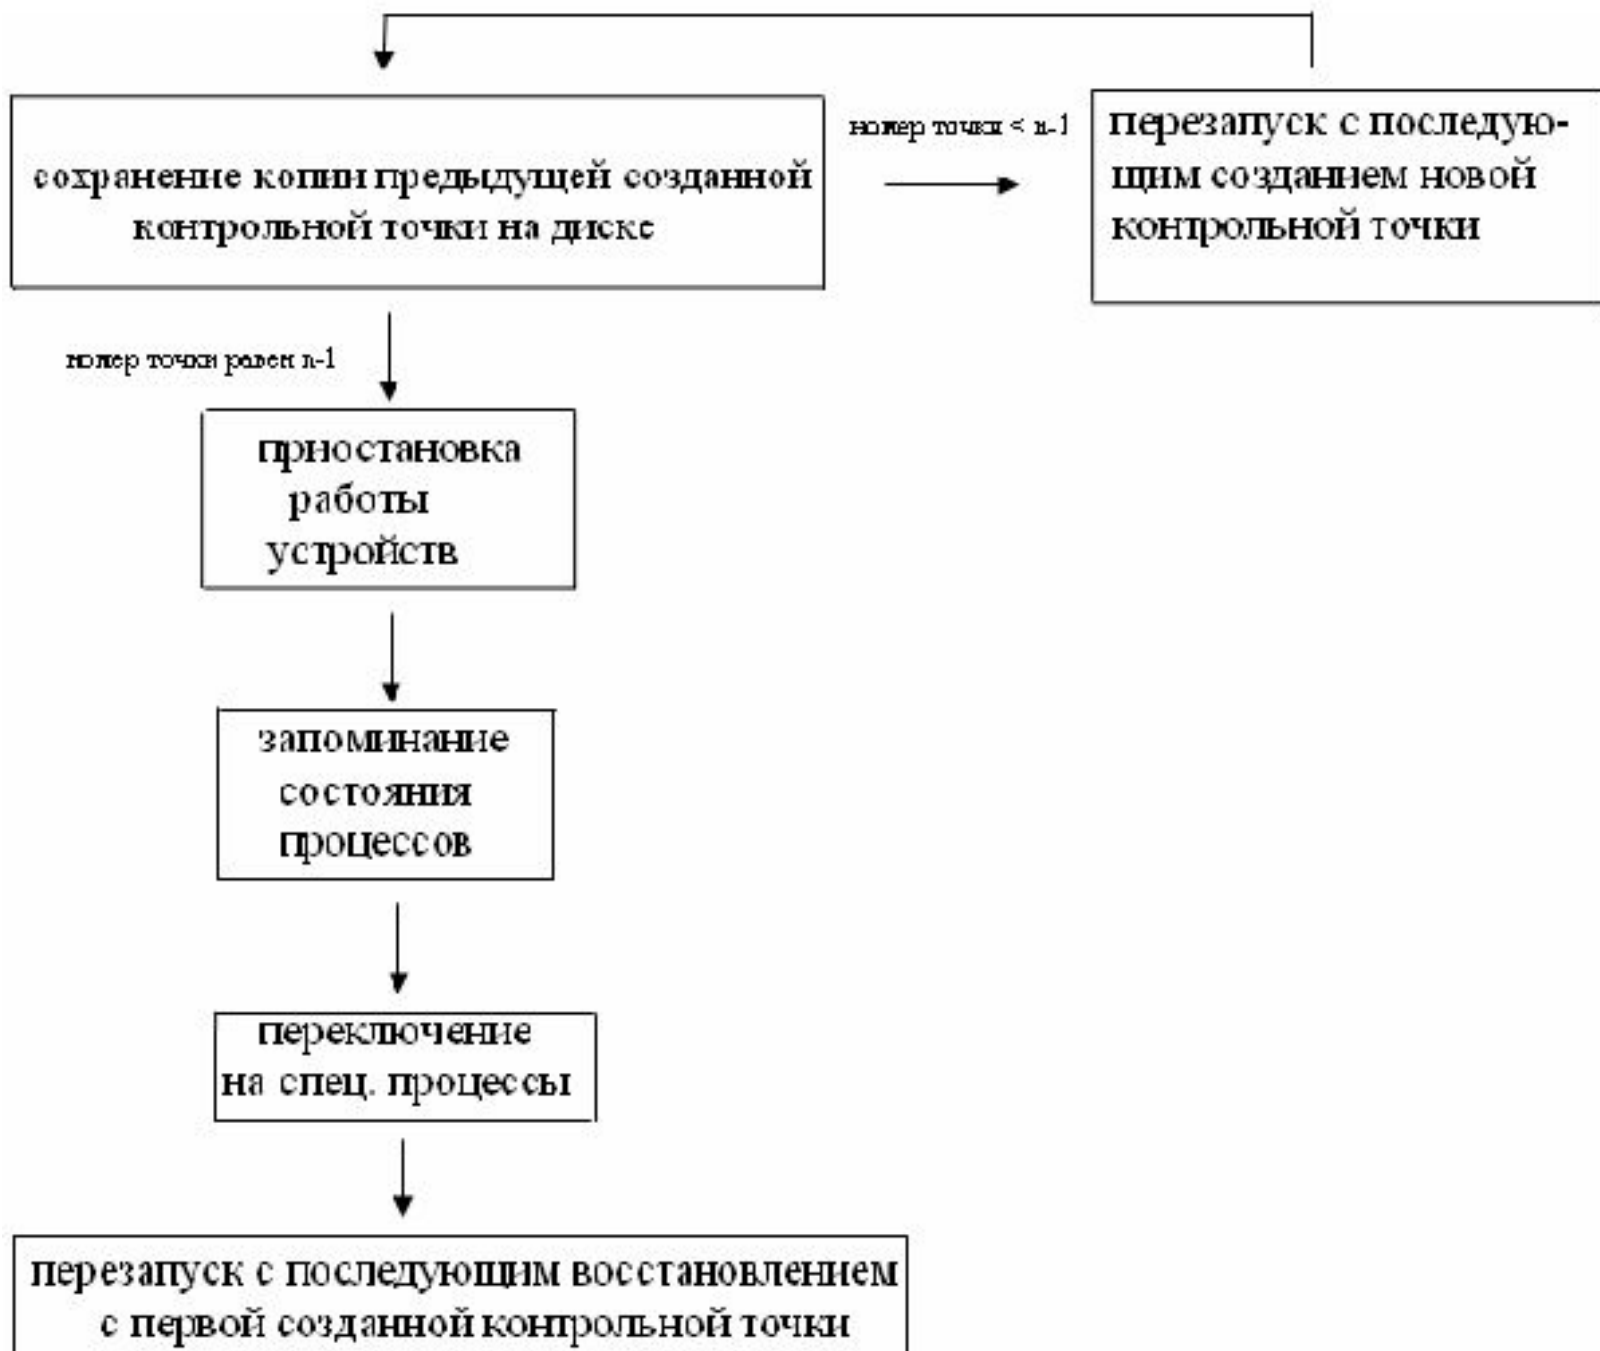 сохранение копии предыдущей созданной
контрольной точки на диске
номер точки < n-1
перезапуск с последую-
щим созданием новой
контрольной точки
номер точки равен n-1
приостановка
работы
устройств
запоминание
состояния
процессов
переключение
на спец. процессы
перезапуск с последующим восстановлением
с первой созданной контрольной точки